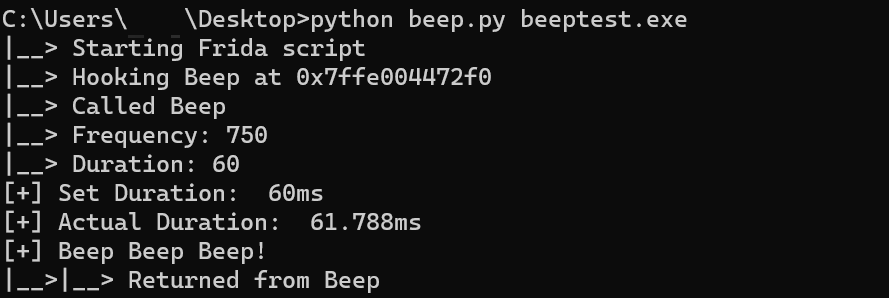 C:\Users\    \Desktop>python beep.py beeptest.exe
|__> Starting Frida script
|__> Hooking Beep at 0x7ffe004472f0
|__> Called Beep
|__> Frequency: 750
|__> Duration: 60
[+] Set Duration:  60ms
[+] Actual Duration:  61.788ms
[+] Beep Beep Beep!
|__>|__> Returned from Beep